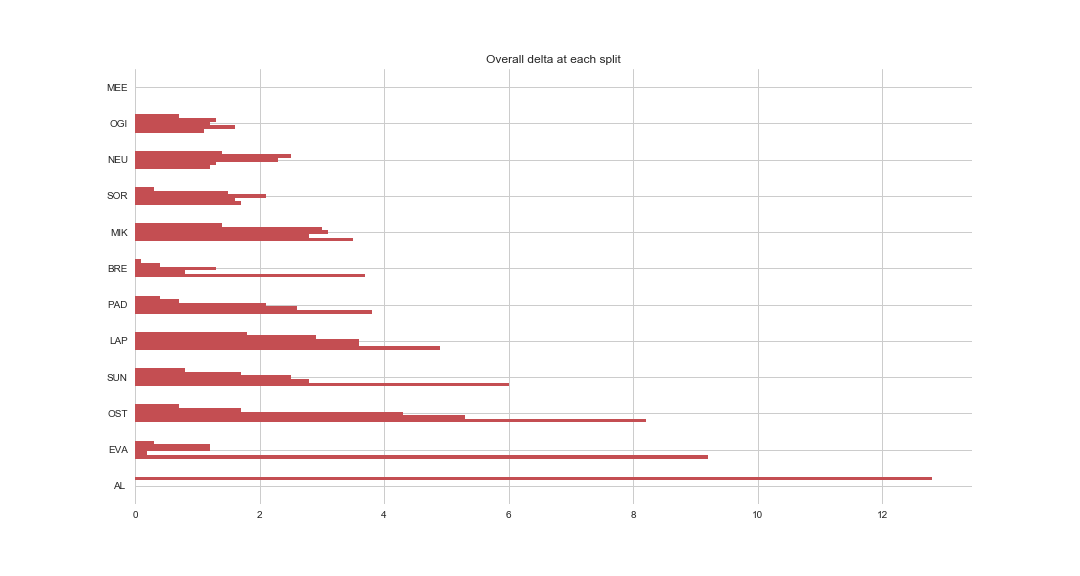 Overall delta at each split
MEE
OGI
NEU
SOR
MIK
BRE
PAD
LAP
SUN
OST
EVA
AL
0 2 4 6 8 10 12